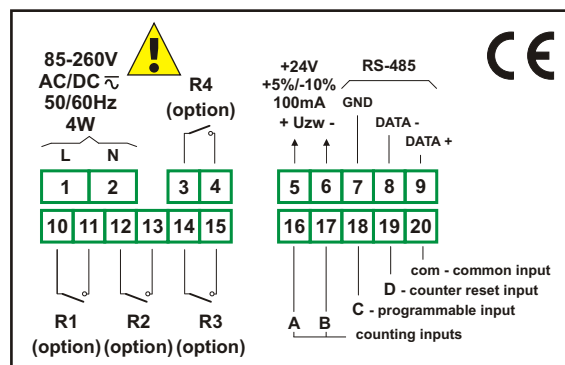 85-260V
AC/DC
50/60Hz
4W
L N
R4
(option)
+24V
+5%/-10%
100mA
+ Uzw -
RS-485
GND
DATA -
DATA +
CE
1 2 3 4 5 6 7 8 9
10 11 12 13 14 15 16 17 18 19 20
R1
(option)
R2
(option)
R3
(option)
A B
counting inputs
C - programmable input
D - counter reset input
com - common input